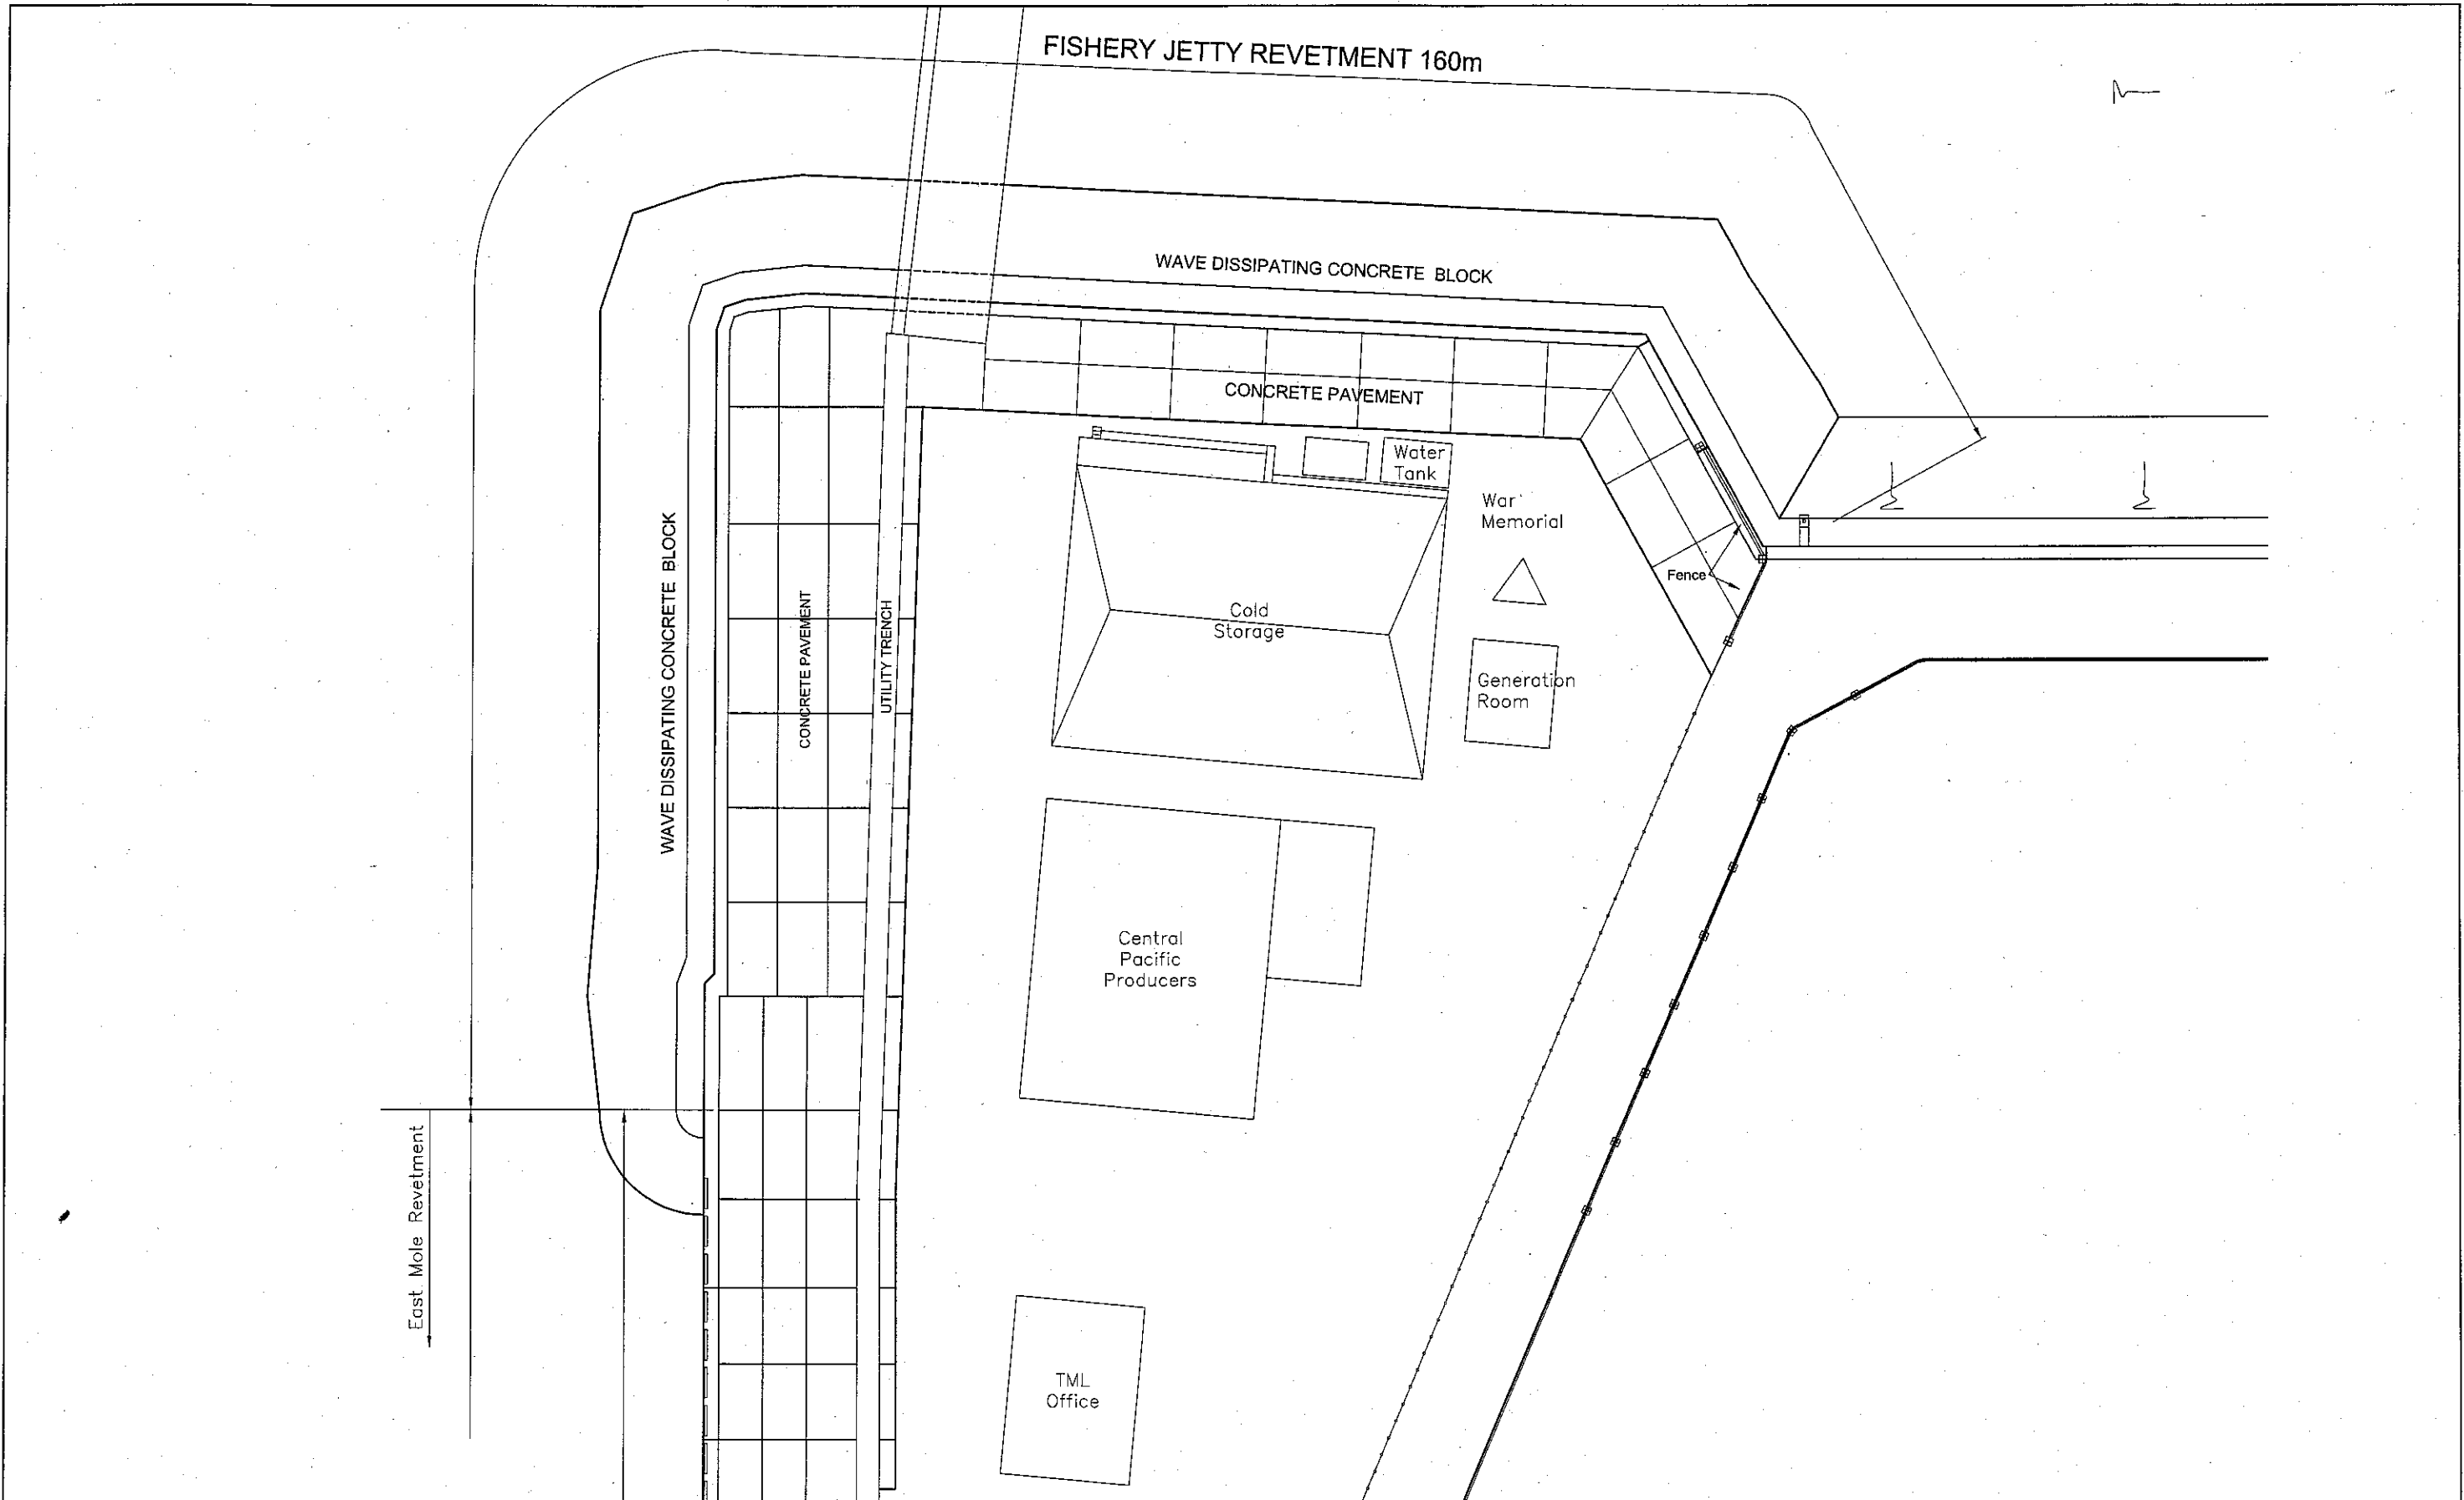 FISHERY JETTY REVETMENT 160m
WAVE DISSIPATING CONCRETE BLOCK
CONCRETE PAVEMENT
Water
Tank
War
Memorial
WAVE DISSIPATING CONCRETE BLOCK
CONCRETE PAVEMENT
UTILITY TRENCH
Cold
Storage
Fence
Generation
Room
Central
Pacific
Producers
East Mole Revetment
TML
Office